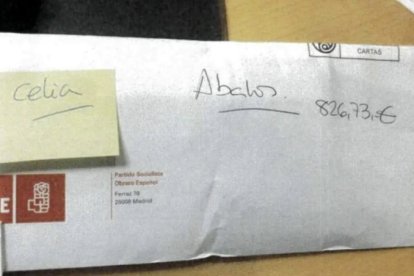 CARTAS
Celia
Abalos.
826,73,-€
Partido Socialista
Obrero Español
Ferraz 70
28008 Madrid
E